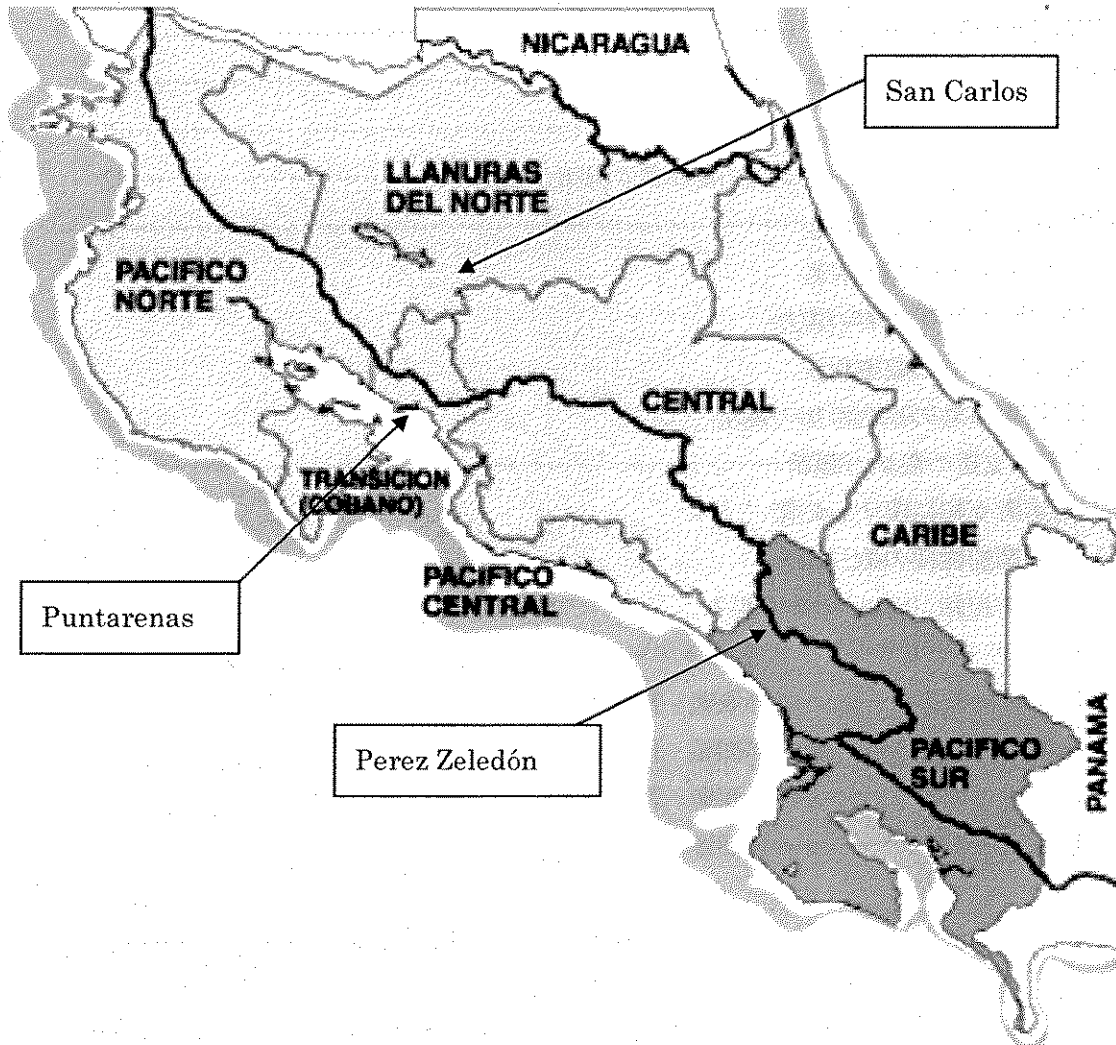 NICARAGUA
San Carlos
LLANURAS
DEL NORTE
PACIFICO
NORTE
CENTRAL
TRANSICION
(COBANO)
CARIBE
PACIFICO
CENTRAL
Puntarenas
Perez Zeledón
PACIFICO
SUR
PANAMA